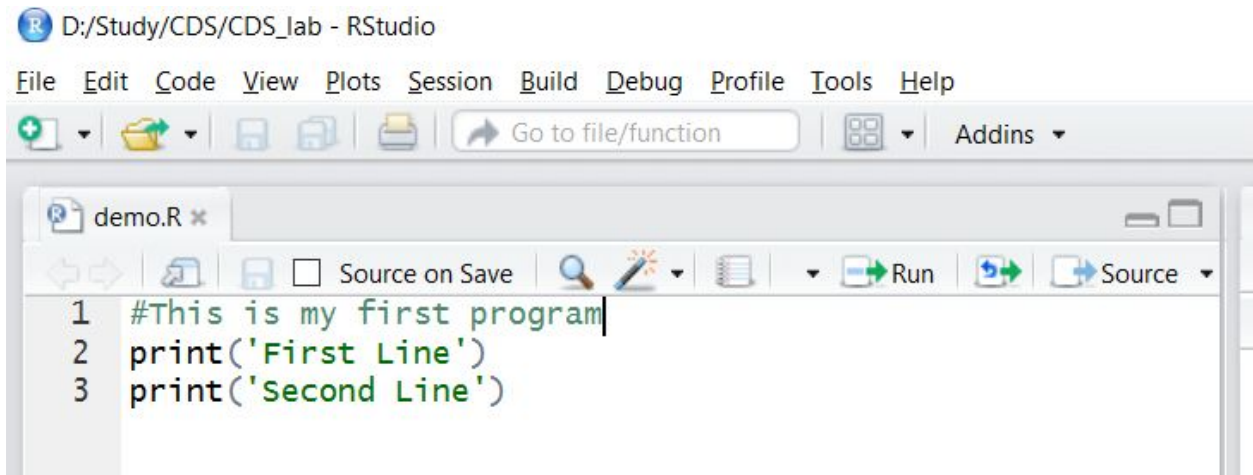 R D:/Study/CDS/CDS_lab - RStudio
File Edit Code View Plots Session Build Debug Profile Tools Help
Go to file/function Addins
R demo.R
Source on Save Run Source
1 #This is my first program
2 print('First Line')
3 print('Second Line')